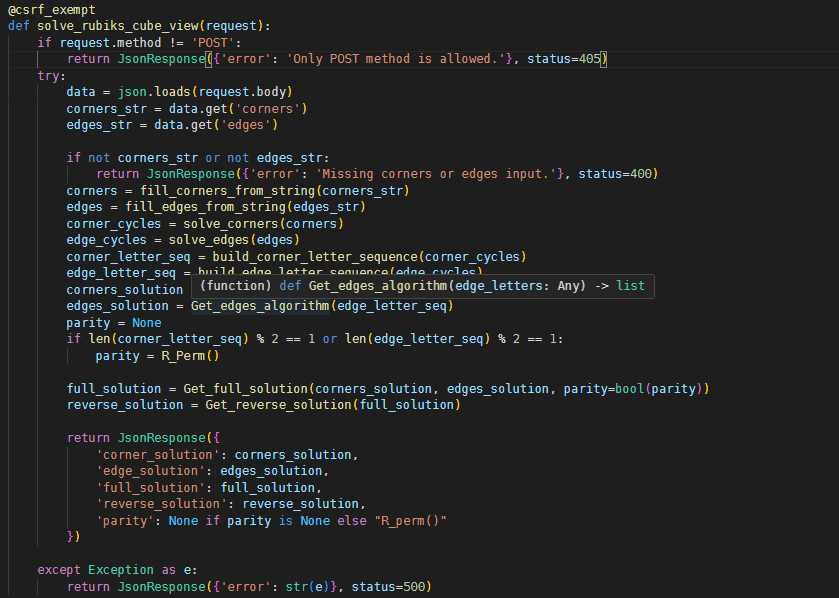 @csrf_exempt
def solve_rubiks_cube_view(request):
    if request.method != 'POST':
        return JsonResponse({'error': 'Only POST method is allowed.'}, status=405)
    try:
        data = json.loads(request.body)
        corners_str = data.get('corners')
        edges_str = data.get('edges')

        if not corners_str or not edges_str:
            return JsonResponse({'error': 'Missing corners or edges input.'}, status=400)
        corners = fill_corners_from_string(corners_str)
        edges = fill_edges_from_string(edges_str)
        corner_cycles = solve_corners(corners)
        edge_cycles = solve_edges(edges)
        corner_letter_seq = build_corner_letter_sequence(corner_cycles)
        edge_letter_seq = build_edge_letter_sequence(edge_cycles)
        corners_solution
(function) def Get_edges_algorithm(edge_letters: Any) -> list
        edges_solution = Get_edges_algorithm(edge_letter_seq)
        parity = None
        if len(corner_letter_seq) % 2 == 1 or len(edge_letter_seq) % 2 == 1:
            parity = R_Perm()

        full_solution = Get_full_solution(corners_solution, edges_solution, parity=bool(parity))
        reverse_solution = Get_reverse_solution(full_solution)

        return JsonResponse({
            'corner_solution': corners_solution,
            'edge_solution': edges_solution,
            'full_solution': full_solution,
            'reverse_solution': reverse_solution,
            'parity': None if parity is None else "R_perm()"
        })

    except Exception as e:
        return JsonResponse({'error': str(e)}, status=500)